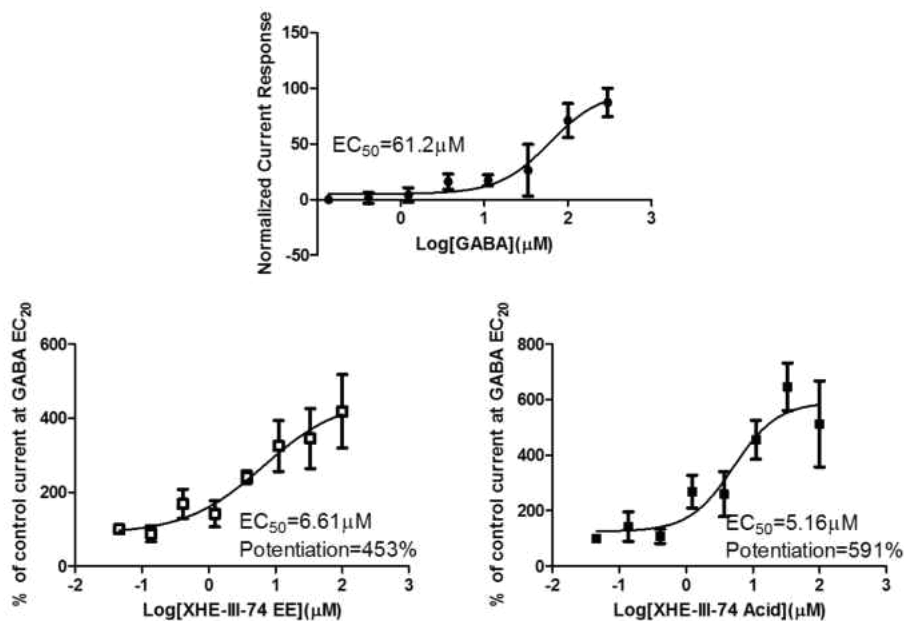 Normalized Current Response
150
100
50
0
-50
EC50=61.2μM
0
1
2
3
Log[GABA](μM)
% of control current at GABA EC20
600
400
200
0
-2
-1
0
1
2
3
EC50=6.61μM
Potentiation=453%
Log[XHE-III-74 EE](μM)
% of control current at GABA EC20
800
600
400
200
0
-2
-1
0
1
2
3
EC50=5.16μM
Potentiation=591%
Log[XHE-III-74 Acid](μM)